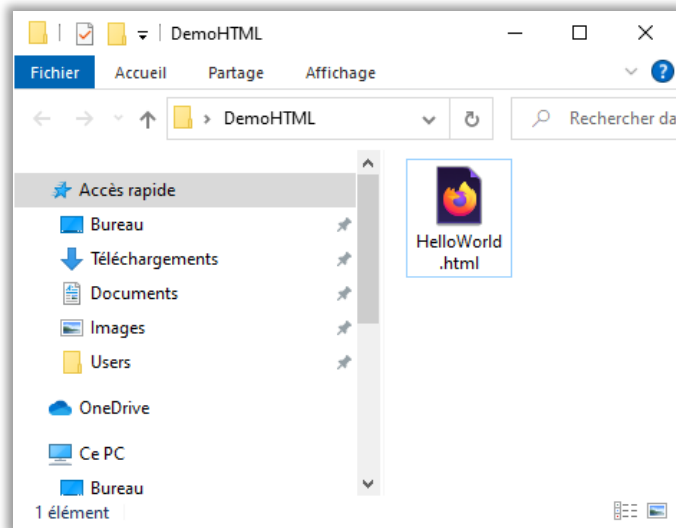 DemoHTML
Fichier Accueil Partage Affichage ?
DemoHTML Rechercher da
Accès rapide
Bureau
Téléchargements
Documents
Images
Users
OneDrive
Ce PC
Bureau
HelloWorld
.html
1 élément